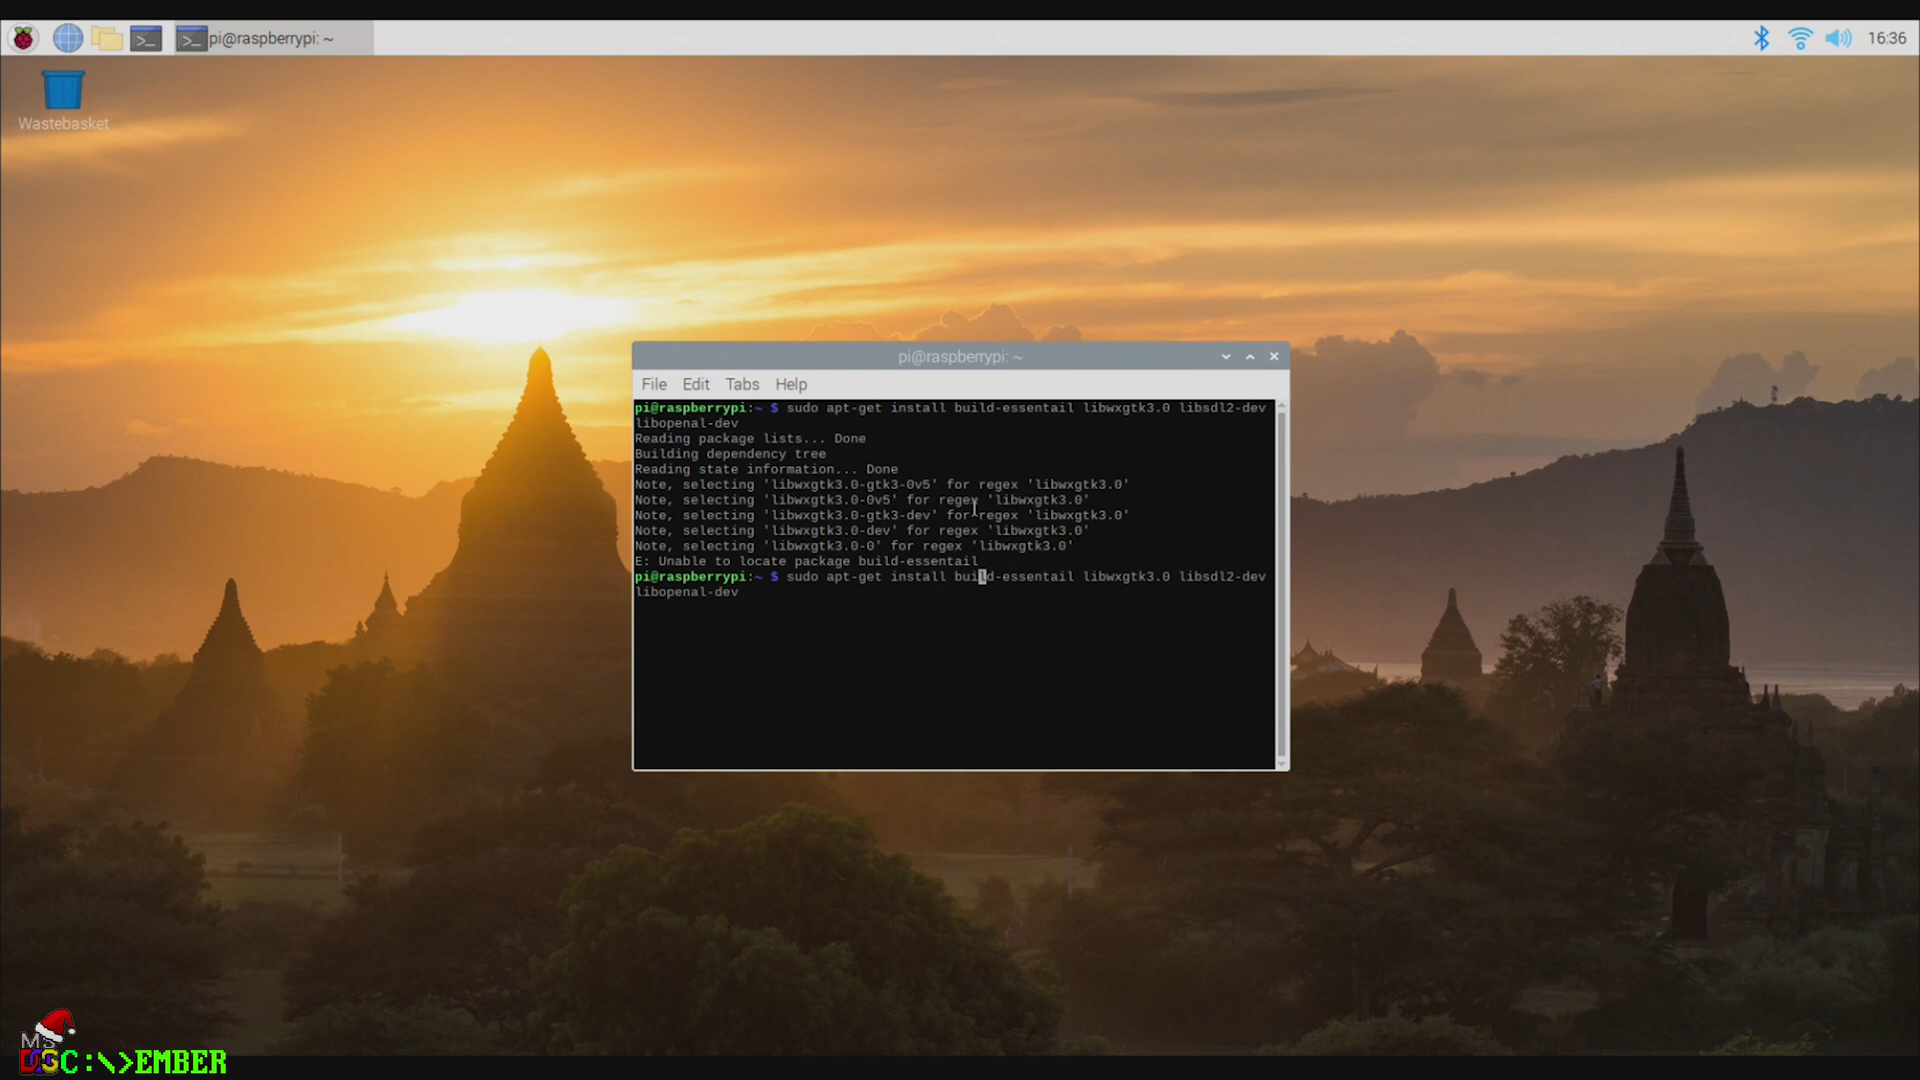 pi@raspberrypi: ~
16:36
Wastebasket
pi@raspberrypi: ~
File Edit Tabs Help
pi@raspberrypi:~ $ sudo apt-get install build-essentail libwxgtk3.0 libsdl2-dev
libopenal-dev
Reading package lists... Done
Building dependency tree
Reading state information... Done
Note, selecting 'libwxgtk3.0-gtk3-0v5' for regex 'libwxgtk3.0'
Note, selecting 'libwxgtk3.0-0v5' for regex 'libwxgtk3.0'
Note, selecting 'libwxgtk3.0-gtk3-dev' for regex 'libwxgtk3.0'
Note, selecting 'libwxgtk3.0-dev' for regex 'libwxgtk3.0'
Note, selecting 'libwxgtk3.0-0' for regex 'libwxgtk3.0'
E: Unable to locate package build-essentail
pi@raspberrypi:~ $ sudo apt-get install build-essentail libwxgtk3.0 libsdl2-dev
libopenal-dev
MS
DOSC:\>EMBER